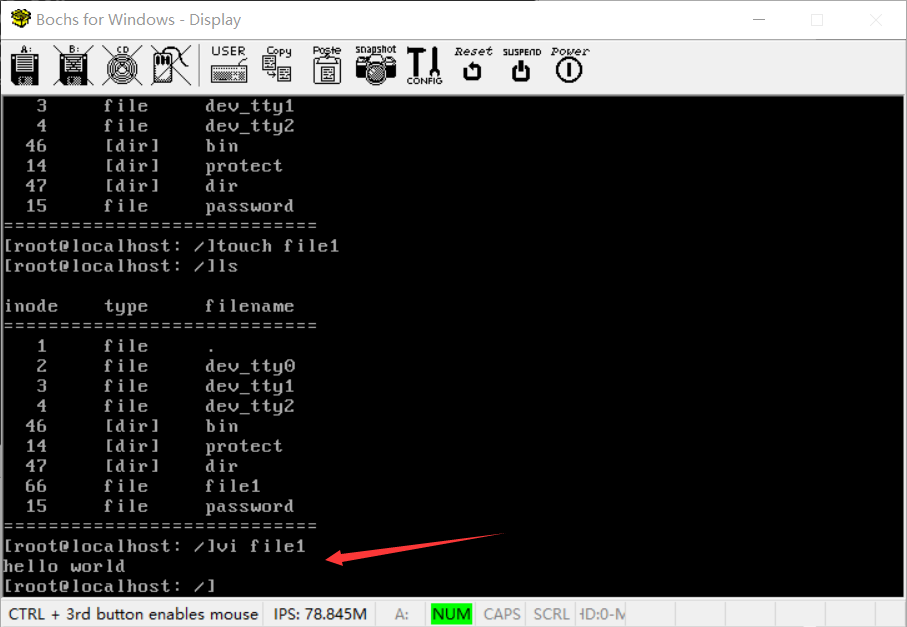 Bochs for Windows - Display
A: B: CD USER Copy Paste snapshot CONFIG Reset SUSPEND Power
3 file dev_tty1
4 file dev_tty2
46 [dir] bin
14 [dir] protect
47 [dir] dir
15 file password
============================
[root@localhost: /]touch file1
[root@localhost: /]ls
inode type filename
============================
1 file .
2 file dev_tty0
3 file dev_tty1
4 file dev_tty2
46 [dir] bin
14 [dir] protect
47 [dir] dir
66 file file1
15 file password
============================
[root@localhost: /]vi file1
hello world
[root@localhost: /]
CTRL + 3rd button enables mouse IPS: 78.845M A: NUM CAPS SCRL HD:0-M